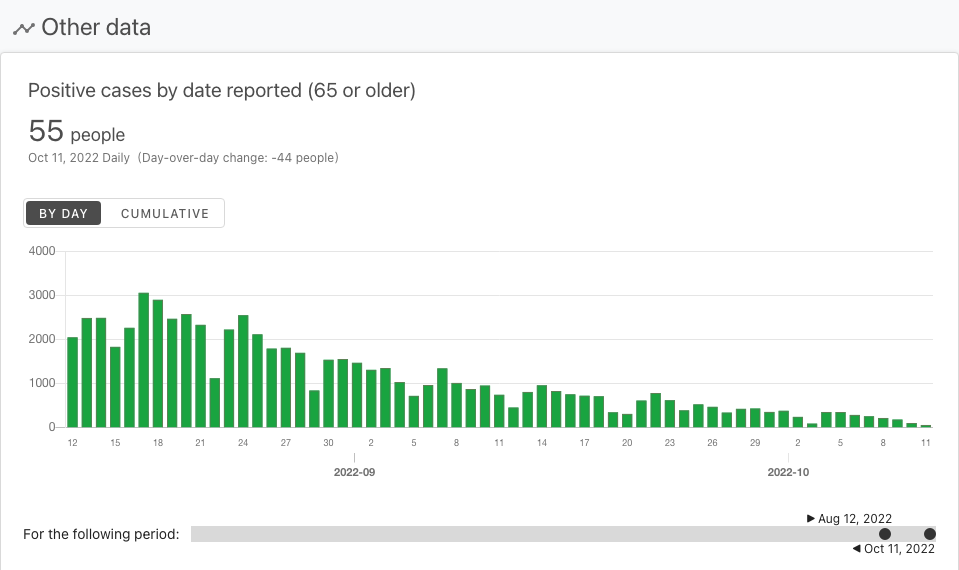 Other data
Positive cases by date reported (65 or older)
55 people
Oct 11, 2022 Daily (Day-over-day change: -44 people)
BY DAY CUMULATIVE
4000
3000
2000
1000
0
12 15 18 21 24 27 30 2 5 8 11 14 17 20 23 26 29 2 5 8 11
2022-09 2022-10
▶ Aug 12, 2022
For the following period:
◀ Oct 11, 2022